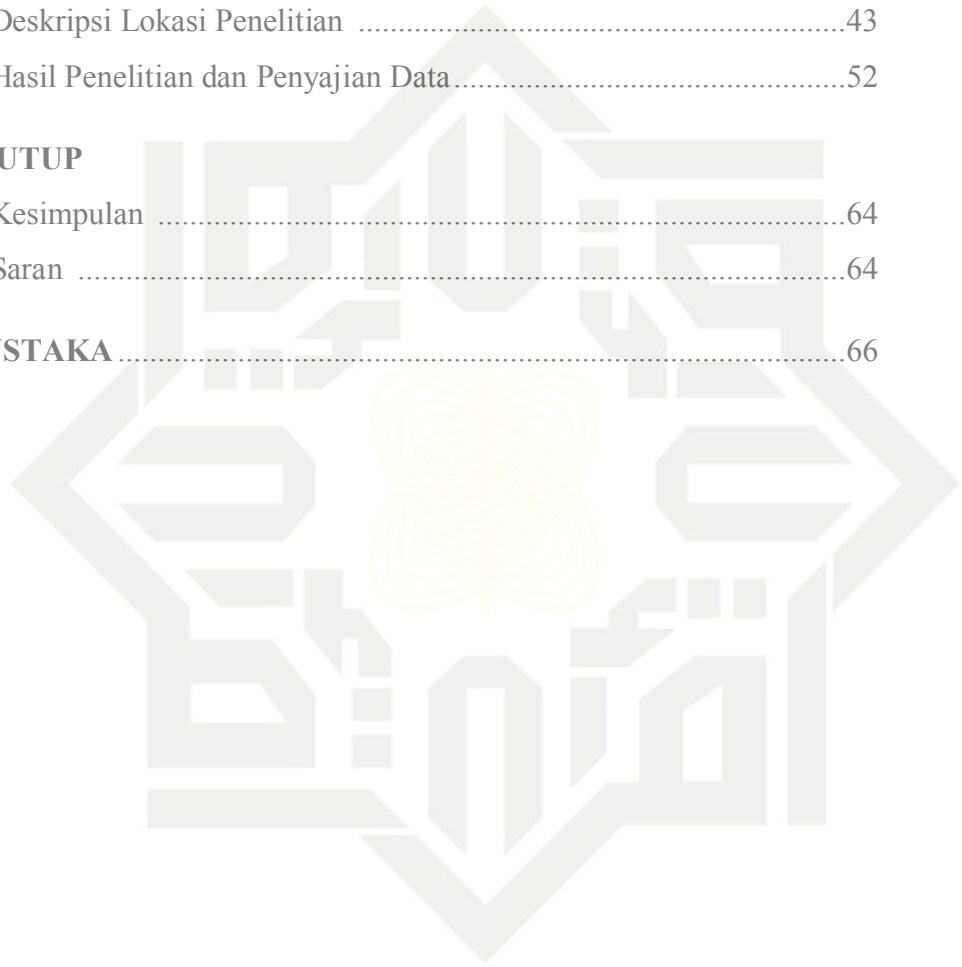 Deskripsi Lokasi Penelitian ....................................................................43
Hasil Penelitian dan Penyajian Data.......................................................52
UTUP
Kesimpulan ................................................................................................64
Saran ...........................................................................................................64
STAKA .......................................................................................................66